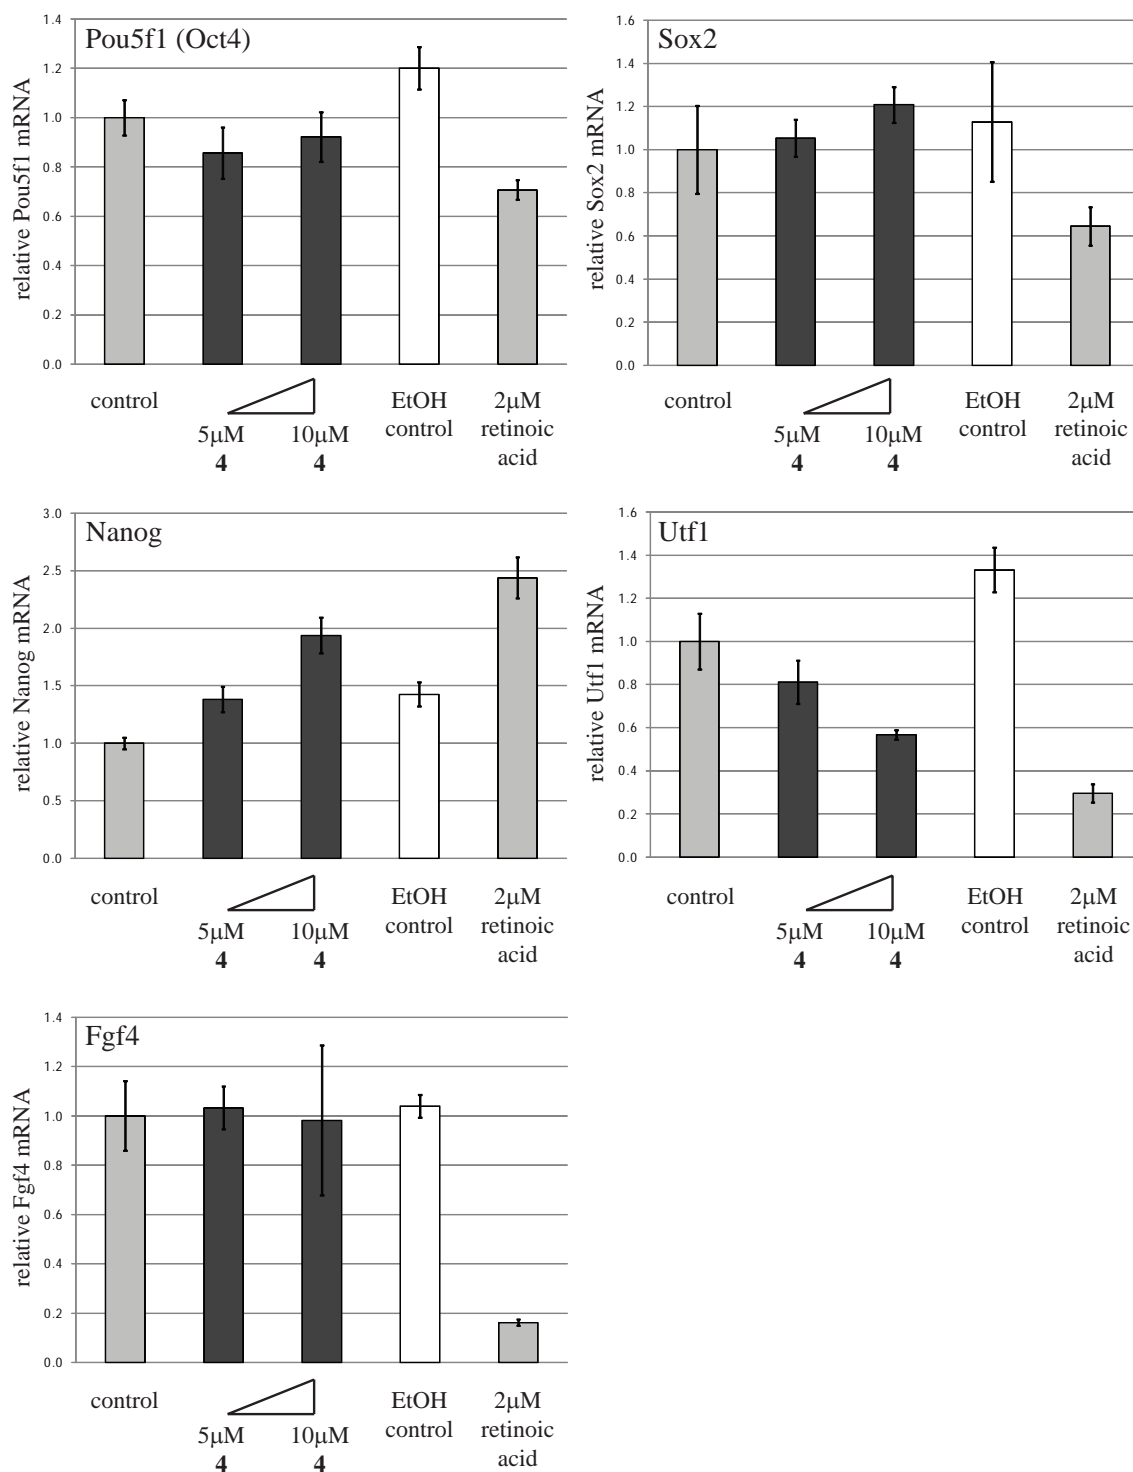 Pou5f1 (Oct4)
relative Pou5f1 mRNA
1.4
1.2
1.0
0.8
0.6
0.4
0.2
0.0
control
5μM
4
10μM
4
EtOH
control
2μM
retinoic
acid
Sox2
relative Sox2 mRNA
1.6
1.4
1.2
1.0
0.8
0.6
0.4
0.2
0.0
control
5μM
4
10μM
4
EtOH
control
2μM
retinoic
acid
Nanog
relative Nanog mRNA
3.0
2.5
2.0
1.5
1.0
0.5
0.0
control
5μM
4
10μM
4
EtOH
control
2μM
retinoic
acid
Utf1
relative Utf1 mRNA
1.6
1.4
1.2
1.0
0.8
0.6
0.4
0.2
0.0
control
5μM
4
10μM
4
EtOH
control
2μM
retinoic
acid
Fgf4
relative Fgf4 mRNA
1.4
1.2
1.0
0.8
0.6
0.4
0.2
0.0
control
5μM
4
10μM
4
EtOH
control
2μM
retinoic
acid